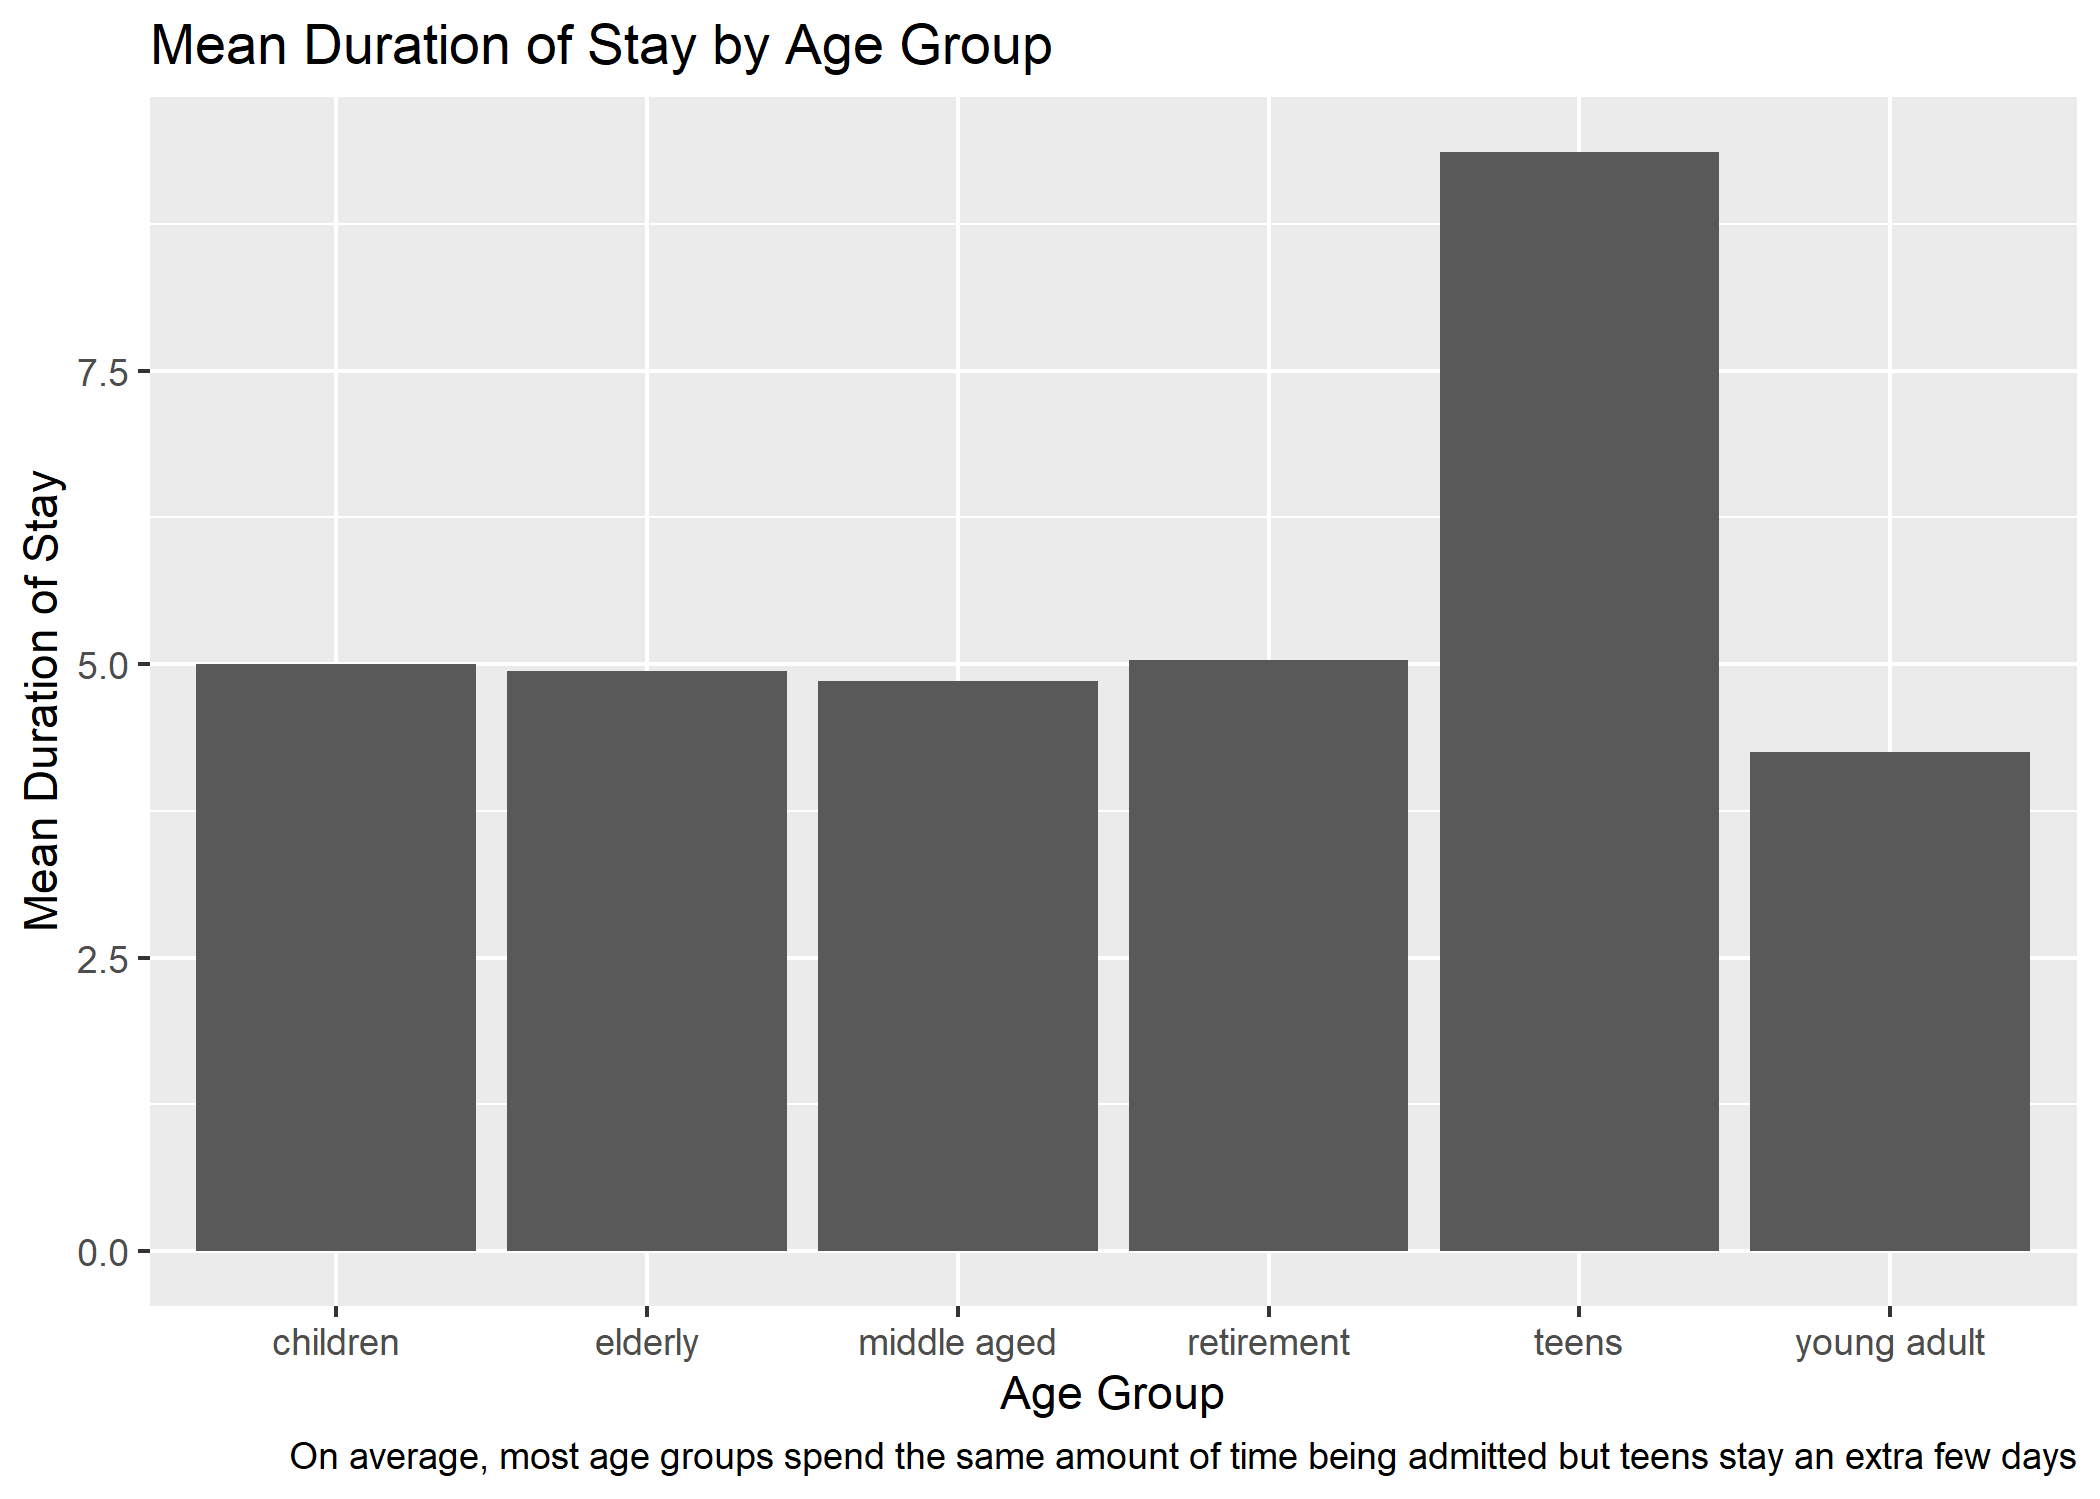 Mean Duration of Stay by Age Group
Mean Duration of Stay
7.5
5.0
2.5
0.0
children elderly middle aged retirement teens young adult
Age Group
On average, most age groups spend the same amount of time being admitted but teens stay an extra few days